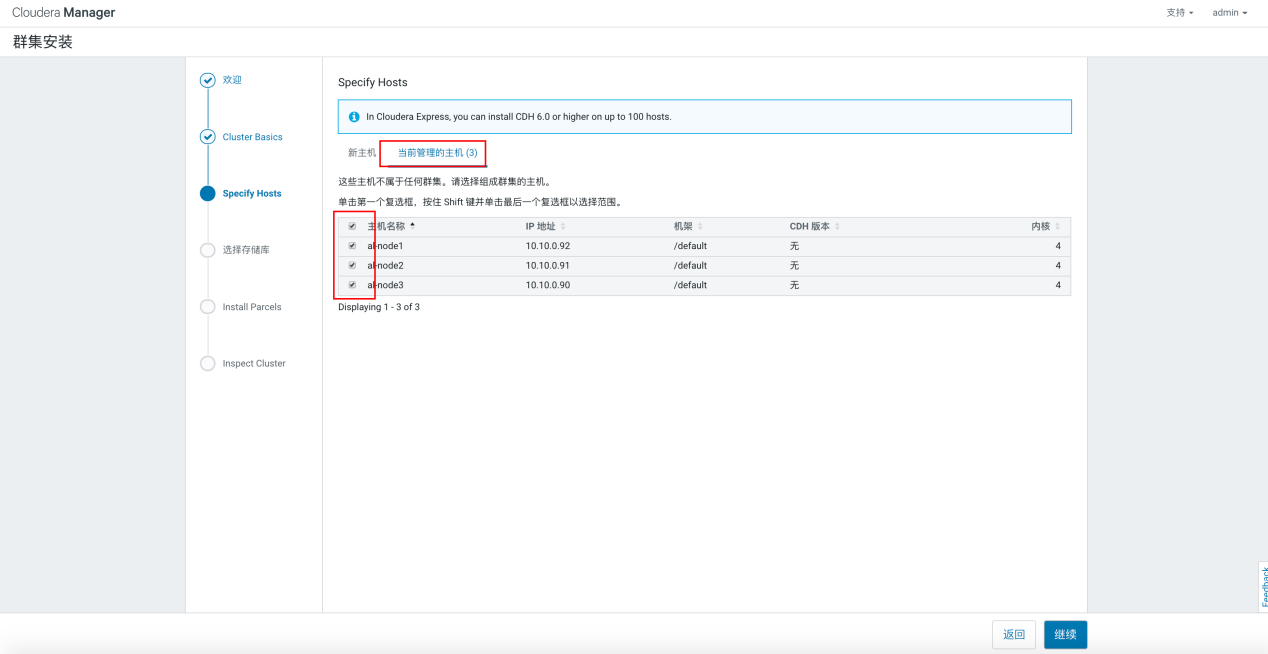 Cloudera Manager 支持 admin
群集安装
欢迎
Cluster Basics
Specify Hosts
选择存储库
Install Parcels
Inspect Cluster
Specify Hosts
In Cloudera Express, you can install CDH 6.0 or higher on up to 100 hosts.
新主机 当前管理的主机 (3)
这些主机不属于任何群集。请选择组成群集的主机。
单击第一个复选框，按住 Shift 键并单击最后一个复选框以选择范围。
主机名称 IP 地址 机架 CDH 版本 内核
al-node1 10.10.0.92 /default 无 4
al-node2 10.10.0.91 /default 无 4
al-node3 10.10.0.90 /default 无 4
Displaying 1 - 3 of 3
Feedback
返回 继续